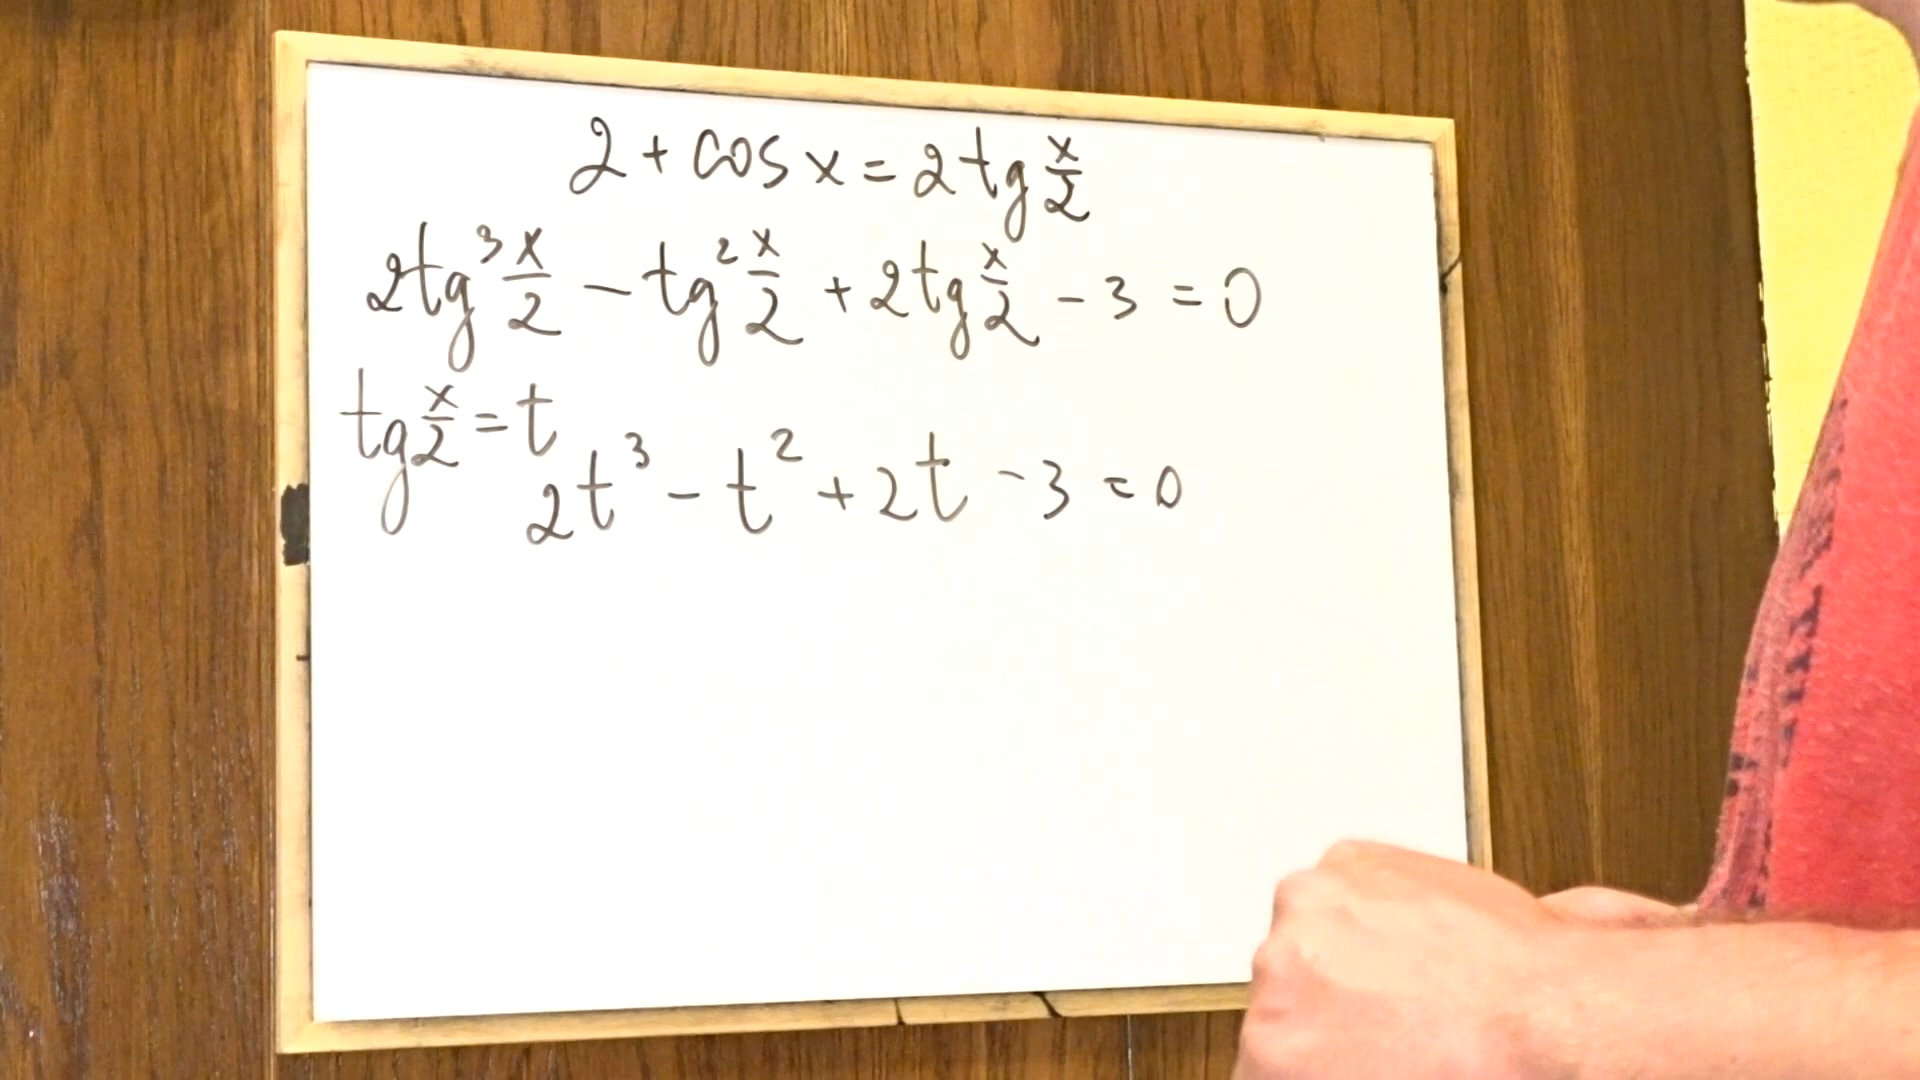 2 + cos x = 2 tg x/2
2tg³ x/2 − tg² x/2 + 2tg x/2 − 3 = 0
tg x/2 = t
2t³ − t² + 2t − 3 = 0